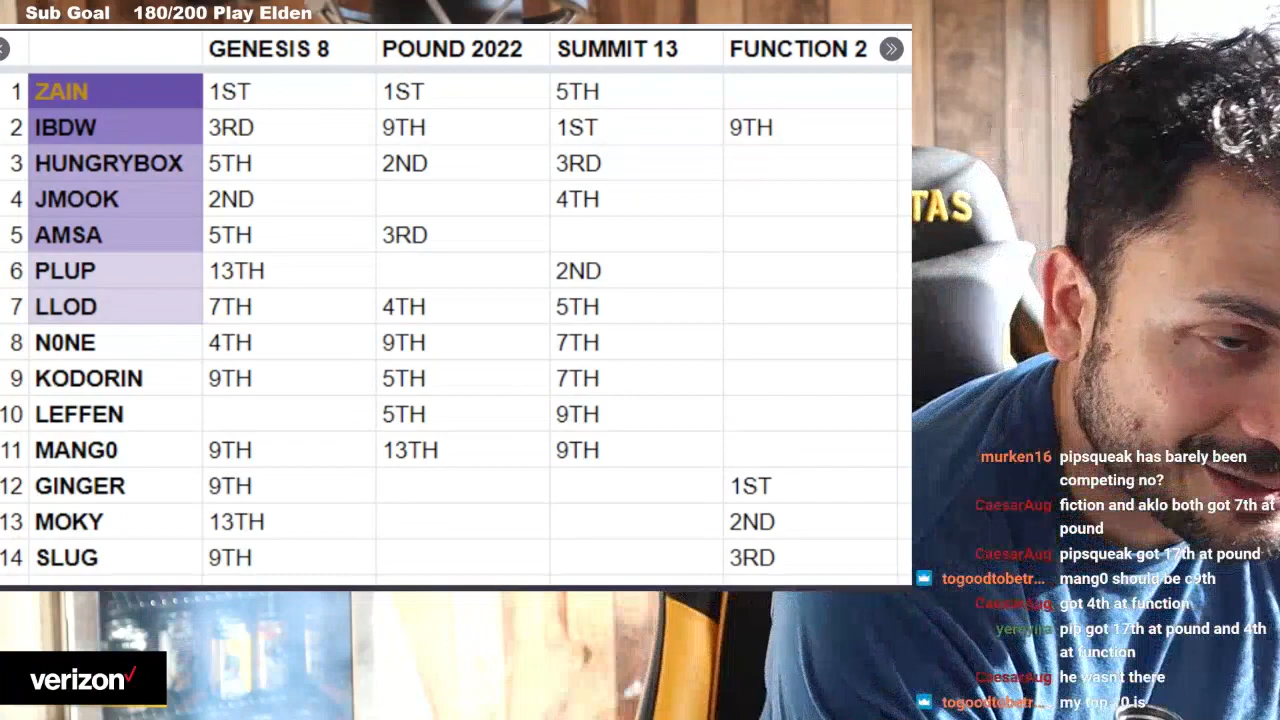 Sub Goal 180/200 Play Elden
GENESIS 8 POUND 2022 SUMMIT 13 FUNCTION 2
1 ZAIN 1ST 1ST 5TH
2 IBDW 3RD 9TH 1ST 9TH
3 HUNGRYBOX 5TH 2ND 3RD
4 JMOOK 2ND 4TH
5 AMSA 5TH 3RD
6 PLUP 13TH 2ND
7 LLOD 7TH 4TH 5TH
8 N0NE 4TH 9TH 7TH
9 KODORIN 9TH 5TH 7TH
10 LEFFEN 5TH 9TH
11 MANG0 9TH 13TH 9TH
12 GINGER 9TH 1ST
13 MOKY 13TH 2ND
14 SLUG 9TH 3RD
TAS
murken16 pipsqueak has barely been
competing no?
CaesarAug fiction and aklo both got 7th at
pound
CaesarAug pipsqueak got 17th at pound
togoodtobetr... mang0 should be c9th
CaesarAug got 4th at function
pip got 17th at pound and 4th
at function
CaesarAug he wasn't there
togoodtobetr... my top 10 is
verizon